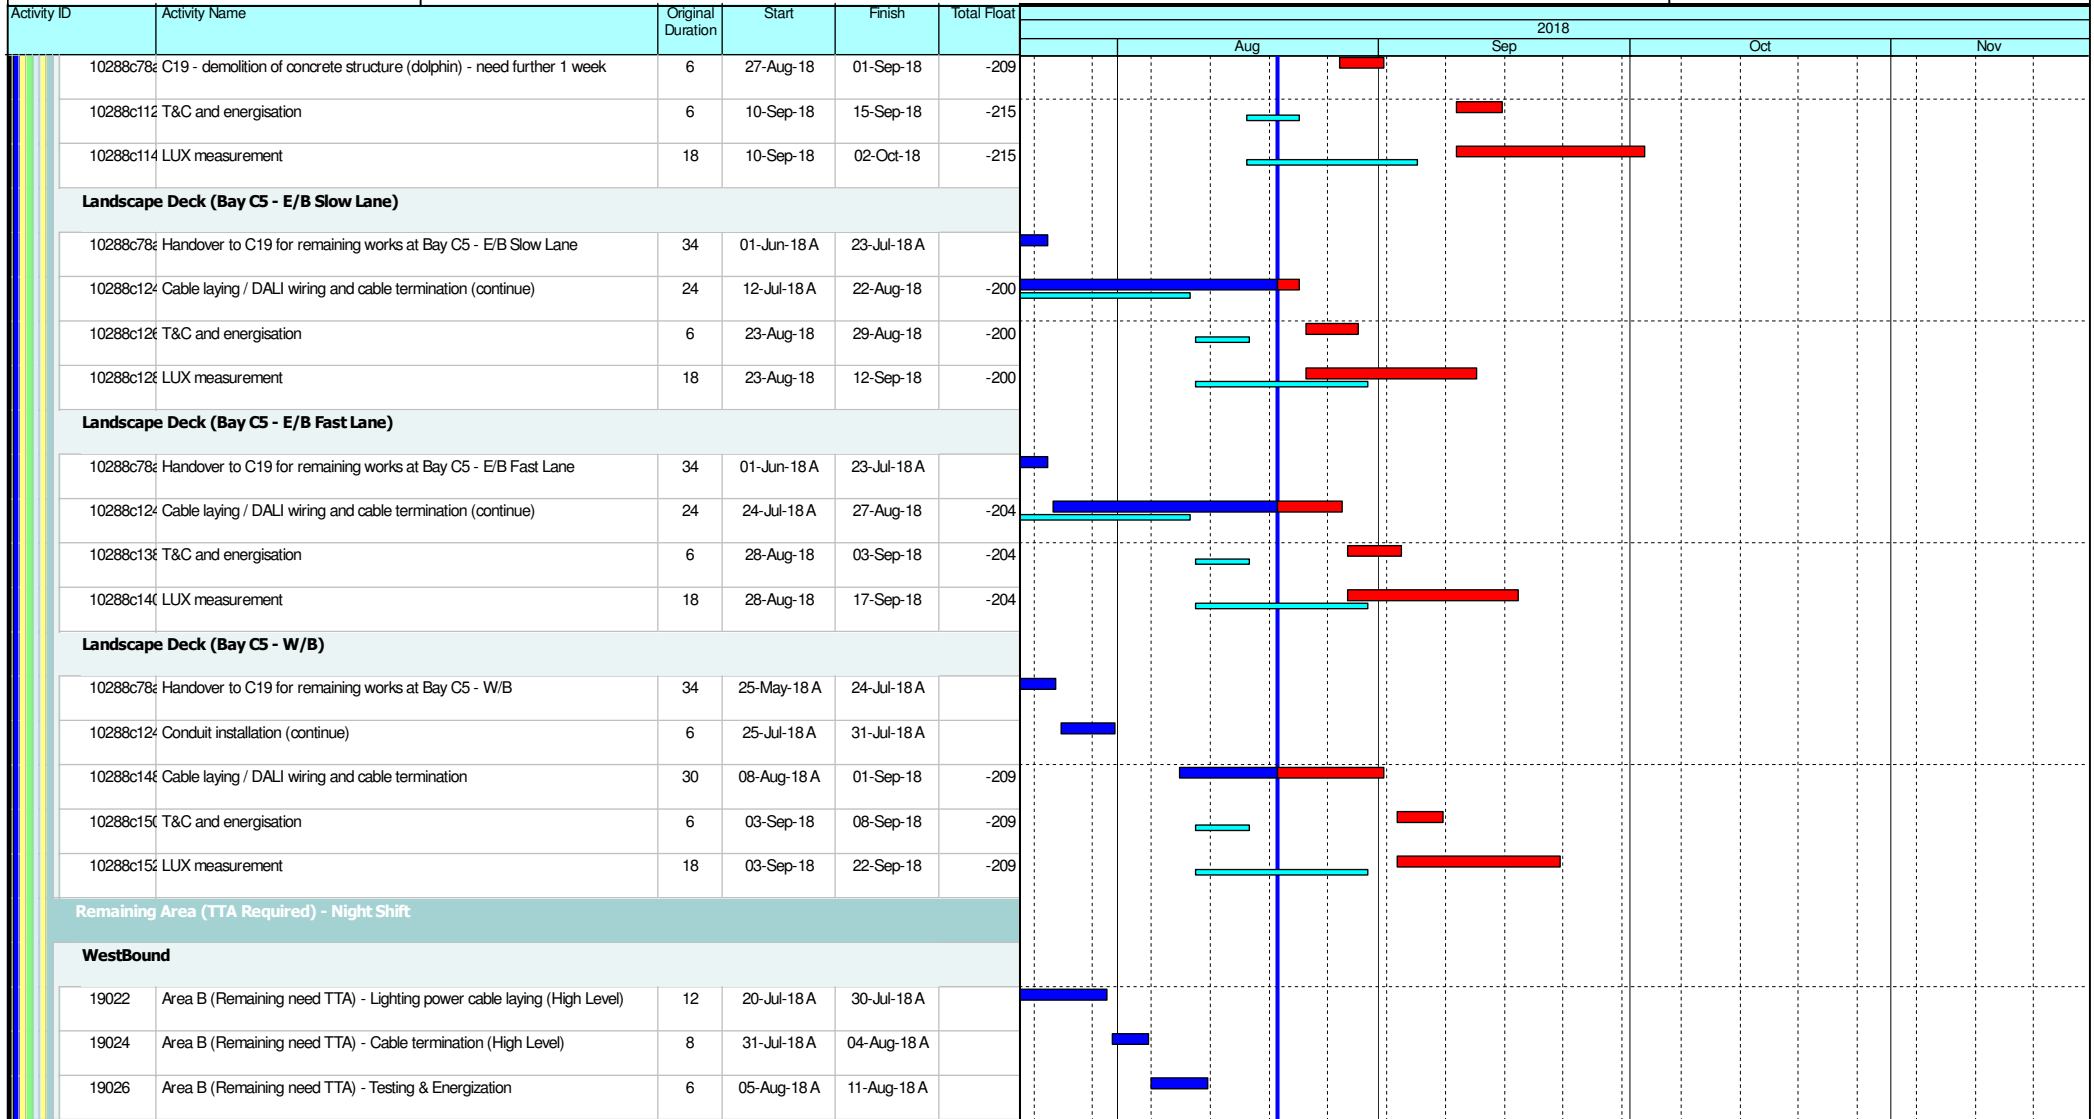 Activity ID Activity Name Original Duration Start Finish Total Float
2018
Aug Sep Oct Nov
10288c78a C19 - demolition of concrete structure (dolphin) - need further 1 week 6 27-Aug-18 01-Sep-18 -209
10288c112 T&C and energisation 6 10-Sep-18 15-Sep-18 -215
10288c114 LUX measurement 18 10-Sep-18 02-Oct-18 -215
Landscape Deck (Bay C5 - E/B Slow Lane)
10288c78a Handover to C19 for remaining works at Bay C5 - E/B Slow Lane 34 01-Jun-18 A 23-Jul-18 A
10288c124 Cable laying / DALI wiring and cable termination (continue) 24 12-Jul-18 A 22-Aug-18 -200
10288c126 T&C and energisation 6 23-Aug-18 29-Aug-18 -200
10288c128 LUX measurement 18 23-Aug-18 12-Sep-18 -200
Landscape Deck (Bay C5 - E/B Fast Lane)
10288c78a Handover to C19 for remaining works at Bay C5 - E/B Fast Lane 34 01-Jun-18 A 23-Jul-18 A
10288c124 Cable laying / DALI wiring and cable termination (continue) 24 24-Jul-18 A 27-Aug-18 -204
10288c138 T&C and energisation 6 28-Aug-18 03-Sep-18 -204
10288c140 LUX measurement 18 28-Aug-18 17-Sep-18 -204
Landscape Deck (Bay C5 - W/B)
10288c78a Handover to C19 for remaining works at Bay C5 - W/B 34 25-May-18 A 24-Jul-18 A
10288c124 Conduit installation (continue) 6 25-Jul-18 A 31-Jul-18 A
10288c148 Cable laying / DALI wiring and cable termination 30 08-Aug-18 A 01-Sep-18 -209
10288c150 T&C and energisation 6 03-Sep-18 08-Sep-18 -209
10288c152 LUX measurement 18 03-Sep-18 22-Sep-18 -209
Remaining Area (TTA Required) - Night Shift
WestBound
19022 Area B (Remaining need TTA) - Lighting power cable laying (High Level) 12 20-Jul-18 A 30-Jul-18 A
19024 Area B (Remaining need TTA) - Cable termination (High Level) 8 31-Jul-18 A 04-Aug-18 A
19026 Area B (Remaining need TTA) - Testing & Energization 6 05-Aug-18 A 11-Aug-18 A